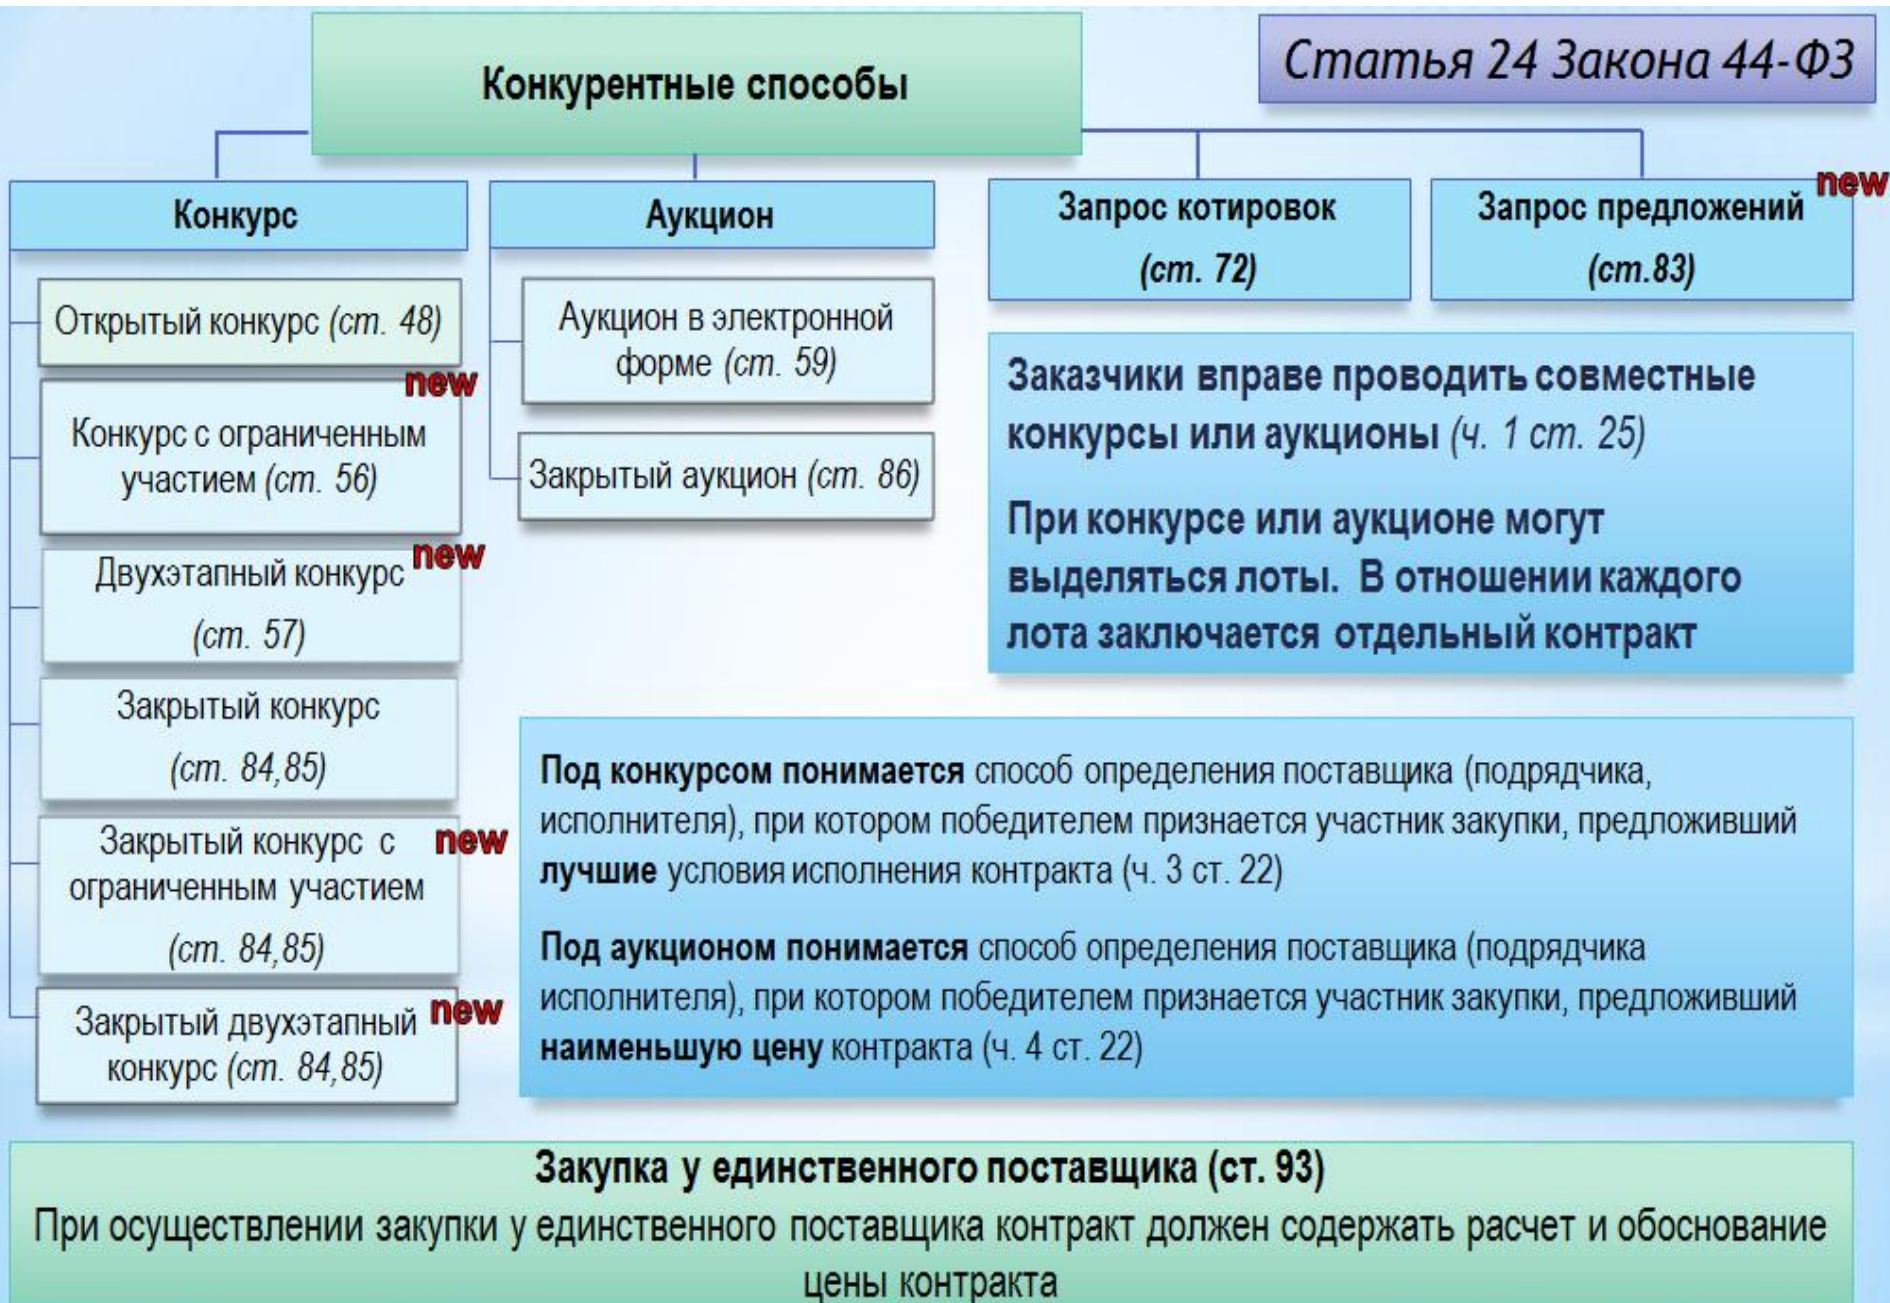 Конкурентные способы
Статья 24 Закона 44-ФЗ
Конкурс
Открытый конкурс (ст. 48)
new
Конкурс с ограниченным
участием (ст. 56)
new
Двухэтапный конкурс
(ст. 57)
Закрытый конкурс
(ст. 84,85)
new
Закрытый конкурс с
ограниченным участием
(ст. 84,85)
new
Закрытый двухэтапный
конкурс (ст. 84,85)
Аукцион
Аукцион в электронной
форме (ст. 59)
Закрытый аукцион (ст. 86)
Запрос котировок
(ст. 72)
new
Запрос предложений
(ст.83)
Заказчики вправе проводить совместные
конкурсы или аукционы (ч. 1 ст. 25)
При конкурсе или аукционе могут
выделяться лоты. В отношении каждого
лота заключается отдельный контракт
Под конкурсом понимается способ определения поставщика (подрядчика,
исполнителя), при котором победителем признается участник закупки, предложивший
лучшие условия исполнения контракта (ч. 3 ст. 22)
Под аукционом понимается способ определения поставщика (подрядчика
исполнителя), при котором победителем признается участник закупки, предложивший
наименьшую цену контракта (ч. 4 ст. 22)
Закупка у единственного поставщика (ст. 93)
При осуществлении закупки у единственного поставщика контракт должен содержать расчет и обоснование
цены контракта